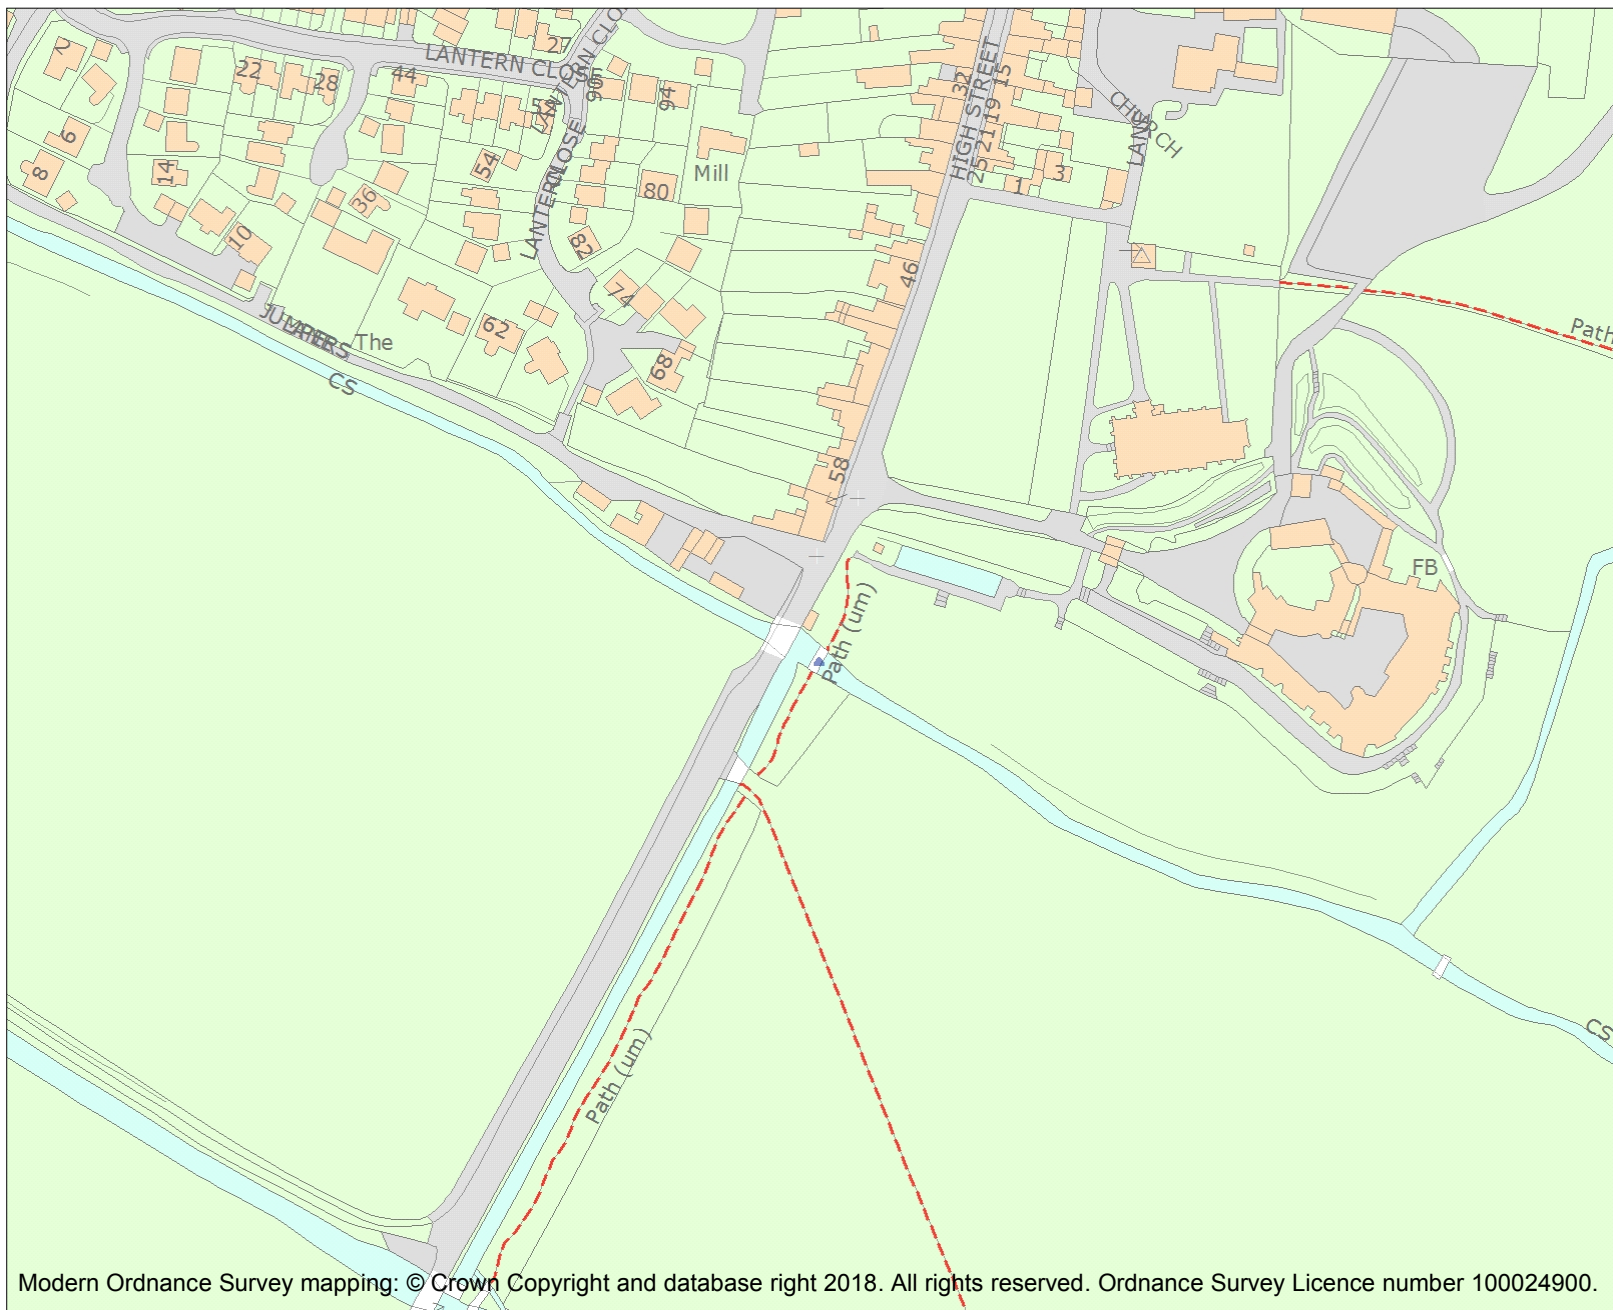 2
27
LANTERN CLO
22
28
44
90
94
32
HIGH STREET
15
19
21
25
CHURCH
LANE
6
8
14
54
36
Mill
80
1
3
10
LANTERN
CLOSE
82
74
46
62
68
The
CS
58
Path
FB
Path (um)
Path (um)
CS
Modern Ordnance Survey mapping: © Crown Copyright and database right 2018. All rights reserved. Ordnance Survey Licence number 100024900.